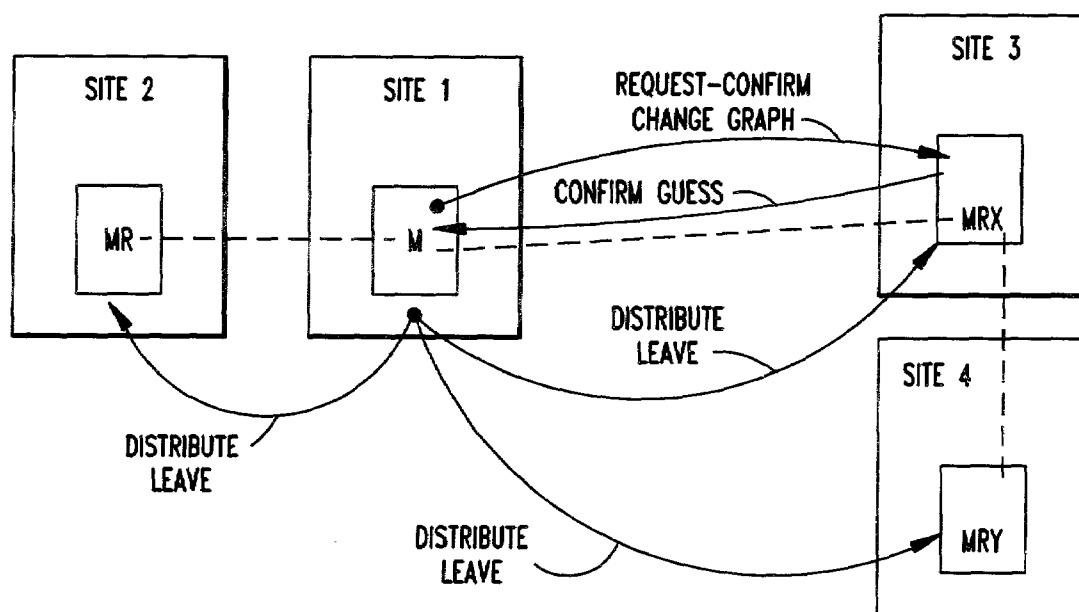 SITE 2
SITE 1
SITE 3
REQUEST-CONFIRM
CHANGE GRAPH
CONFIRM GUESS
MR
M
MRX
DISTRIBUTE
LEAVE
SITE 4
DISTRIBUTE
LEAVE
DISTRIBUTE
LEAVE
MRY